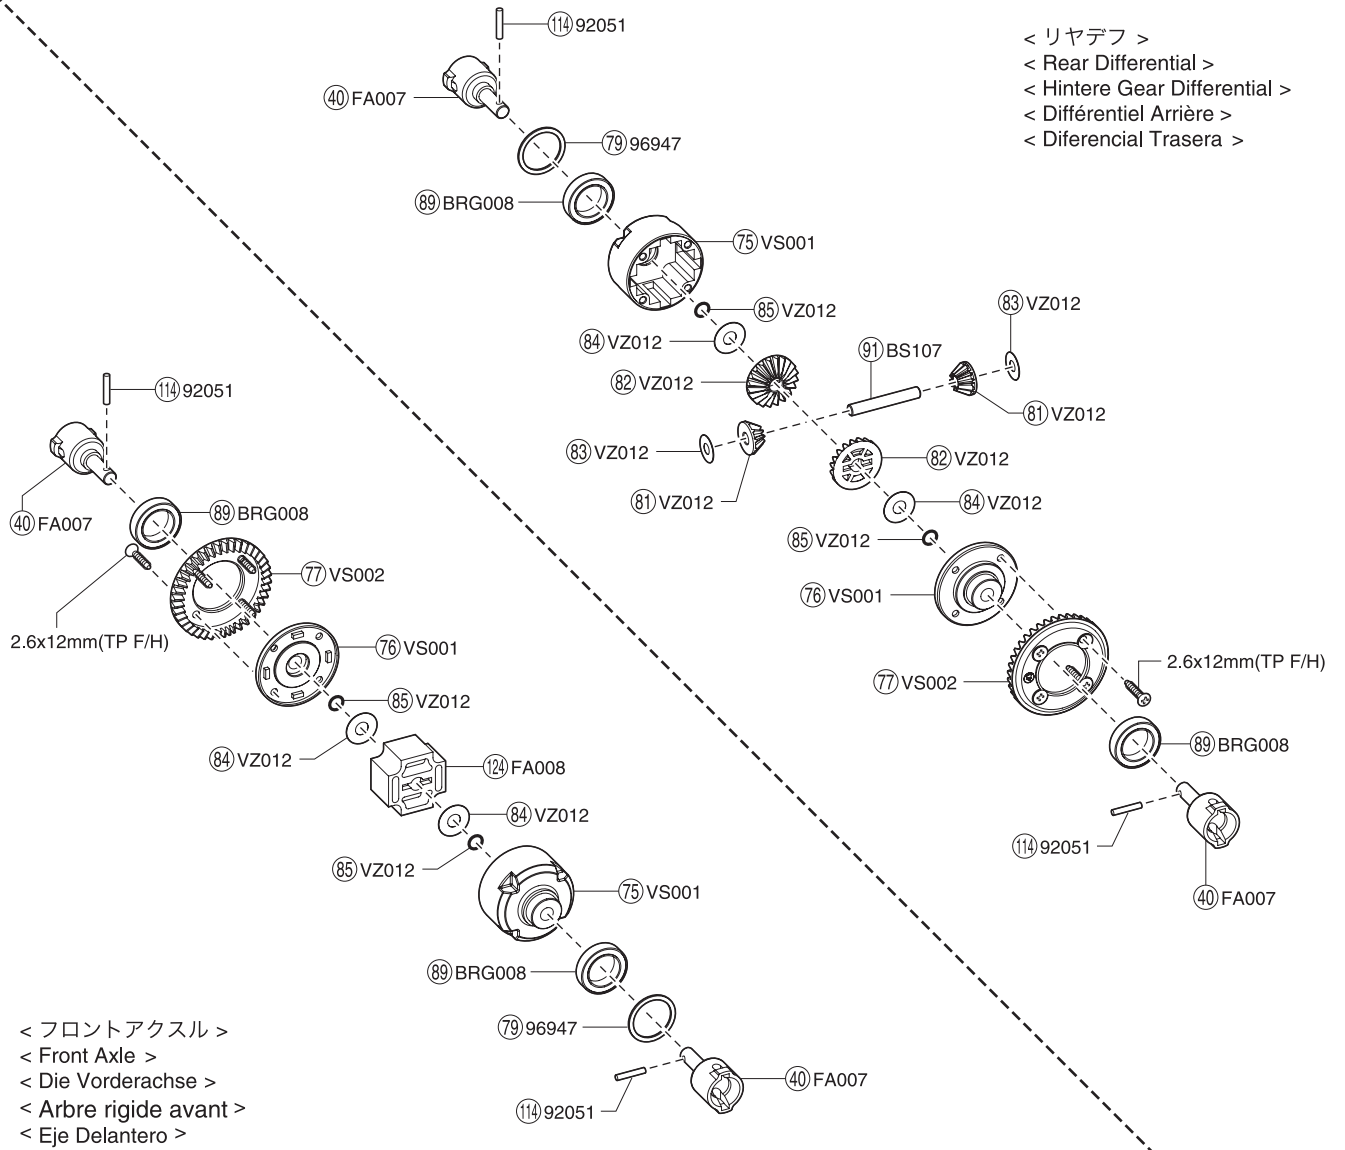 114 92051
40 FA007
79 96947
89 BRG008
75 VS001
85 VZ012
84 VZ012
82 VZ012
83 VZ012
91 BS107
81 VZ012
83 VZ012
81 VZ012
82 VZ012
84 VZ012
85 VZ012
76 VS001
77 VS002
2.6x12mm(TP F/H)
89 BRG008
114 92051
40 FA007
< リヤデフ >
< Rear Differential >
< Hintere Gear Differential >
< Différentiel Arrière >
< Diferencial Trasera >
114 92051
40 FA007
89 BRG008
77 VS002
2.6x12mm(TP F/H)
76 VS001
85 VZ012
84 VZ012
124 FA008
84 VZ012
85 VZ012
75 VS001
89 BRG008
79 96947
40 FA007
114 92051
< フロントアクスル >
< Front Axle >
< Die Vorderachse >
< Arbre rigide avant >
< Eje Delantero >